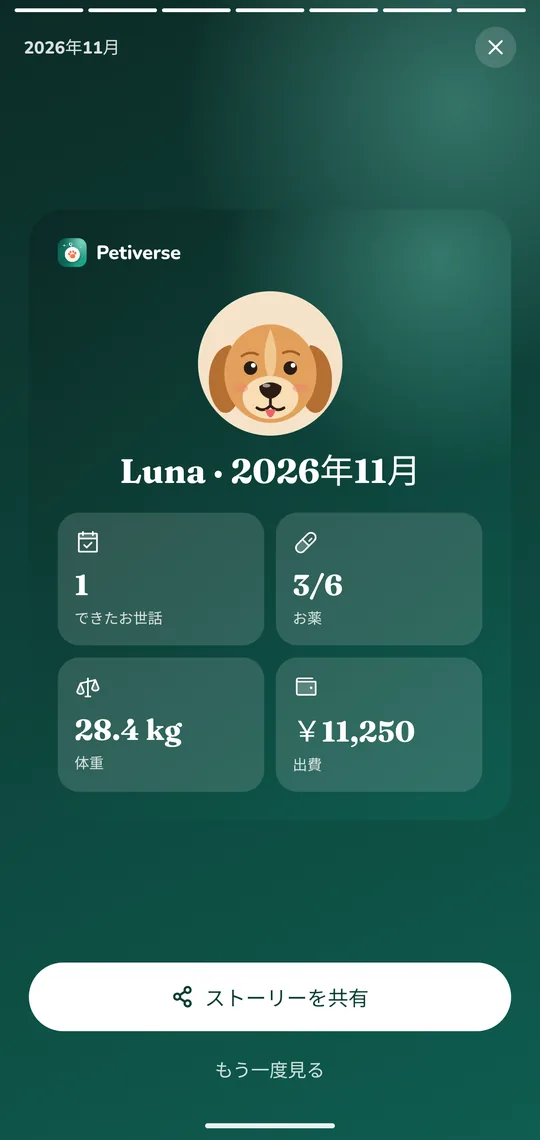 2026年11月
Petiverse
Luna · 2026年11月
1
できたお世話
3/6
お薬
28.4 kg
体重
￥11,250
出費
ストーリーを共有
もう一度見る